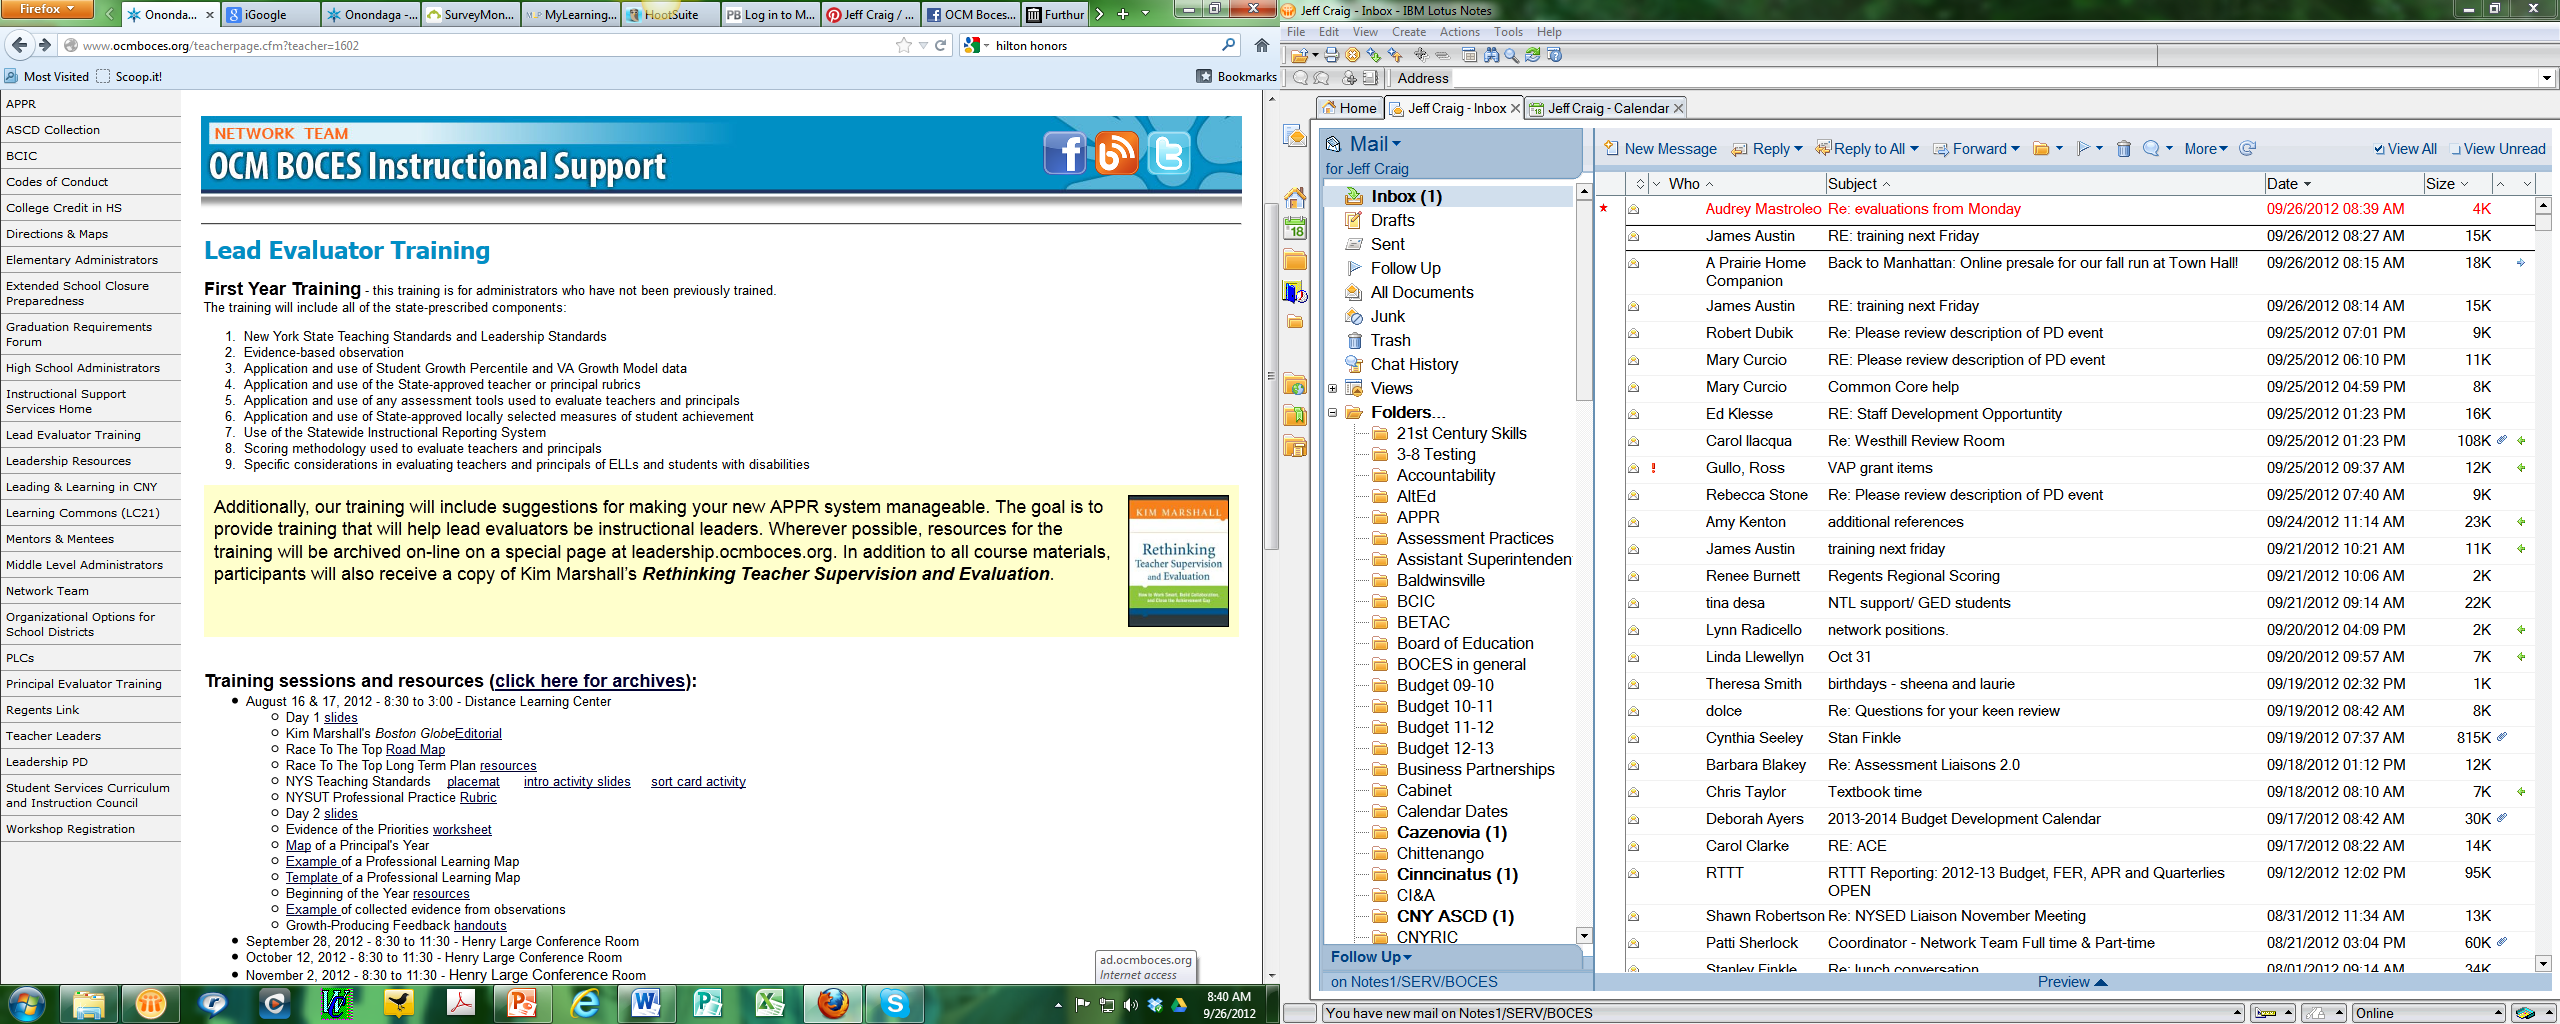 Firefox
Ononda...
iGoogle
Onondaga -...
SurveyMon...
MyLearning...
HootSuite
Log in to M...
Jeff Craig / ...
OCM Boces...
Furthur
www.ocmboces.org/teacherpage.cfm?teacher=1602
hilton honors
Most Visited
Scoop.it!
Bookmarks
APPR
ASCD Collection
BCIC
Codes of Conduct
College Credit in HS
Directions & Maps
Elementary Administrators
Extended School Closure
Preparedness
Graduation Requirements
Forum
High School Administrators
Instructional Support
Services Home
Lead Evaluator Training
Leadership Resources
Leading & Learning in CNY
Learning Commons (LC21)
Mentors & Mentees
Middle Level Administrators
Network Team
Organizational Options for
School Districts
PLCs
Principal Evaluator Training
Regents Link
Teacher Leaders
Leadership PD
Student Services Curriculum
and Instruction Council
Workshop Registration
NETWORK TEAM
OCM BOCES Instructional Support
Lead Evaluator Training
First Year Training - this training is for administrators who have not been previously trained.
The training will include all of the state-prescribed components:
1. New York State Teaching Standards and Leadership Standards
2. Evidence-based observation
3. Application and use of Student Growth Percentile and VA Growth Model data
4. Application and use of the State-approved teacher or principal rubrics
5. Application and use of any assessment tools used to evaluate teachers and principals
6. Application and use of State-approved locally selected measures of student achievement
7. Use of the Statewide Instructional Reporting System
8. Scoring methodology used to evaluate teachers and principals
9. Specific considerations in evaluating teachers and principals of ELLs and students with disabilities
Additionally, our training will include suggestions for making your new APPR system manageable. The goal is to
provide training that will help lead evaluators be instructional leaders. Wherever possible, resources for the
training will be archived on-line on a special page at leadership.ocmboces.org. In addition to all course materials,
participants will also receive a copy of Kim Marshall's Rethinking Teacher Supervision and Evaluation.
KIM MARSHALL
Rethinking
Teacher Supervision
and Evaluation
Training sessions and resources (click here for archives):
August 16 & 17, 2012 - 8:30 to 3:00 - Distance Learning Center
Day 1 slides
Kim Marshall's Boston GlobeEditorial
Race To The Top Road Map
Race To The Top Long Term Plan resources
NYS Teaching Standards placemat intro activity slides sort card activity
NYSUT Professional Practice Rubric
Day 2 slides
Evidence of the Priorities worksheet
Map of a Principal's Year
Example of a Professional Learning Map
Template of a Professional Learning Map
Beginning of the Year resources
Example of collected evidence from observations
Growth-Producing Feedback handouts
September 28, 2012 - 8:30 to 11:30 - Henry Large Conference Room
October 12, 2012 - 8:30 to 11:30 - Henry Large Conference Room
November 2, 2012 - 8:30 to 11:30 - Henry Large Conference Room
ad.ocmboces.org
Internet access
8:40 AM
9/26/2012
Jeff Craig - Inbox - IBM Lotus Notes
File Edit View Create Actions Tools Help
Address
Home
Jeff Craig - Inbox
Jeff Craig - Calendar
Mail
for Jeff Craig
Inbox (1)
Drafts
Sent
Follow Up
All Documents
Junk
Trash
Chat History
Views
Folders...
21st Century Skills
3-8 Testing
Accountability
AltEd
APPR
Assessment Practices
Assistant Superintenden
Baldwinsville
BCIC
BETAC
Board of Education
BOCES in general
Budget 09-10
Budget 10-11
Budget 11-12
Budget 12-13
Business Partnerships
Cabinet
Calendar Dates
Cazenovia (1)
Chittenango
Cinncinatus (1)
CI&A
CNY ASCD (1)
CNYRIC
Follow Up
on Notes1/SERV/BOCES
New Message Reply Reply to All Forward More View All View Unread
Who Subject Date Size
Audrey Mastroleo Re: evaluations from Monday 09/26/2012 08:39 AM 4K
James Austin RE: training next Friday 09/26/2012 08:27 AM 15K
A Prairie Home Back to Manhattan: Online presale for our fall run at Town Hall! 09/26/2012 08:15 AM 18K
Companion
James Austin RE: training next Friday 09/26/2012 08:14 AM 15K
Robert Dubik Re: Please review description of PD event 09/25/2012 07:01 PM 9K
Mary Curcio RE: Please review description of PD event 09/25/2012 06:10 PM 11K
Mary Curcio Common Core help 09/25/2012 04:59 PM 8K
Ed Klesse RE: Staff Development Opportuntity 09/25/2012 01:23 PM 16K
Carol Ilacqua Re: Westhill Review Room 09/25/2012 01:23 PM 108K
Gullo, Ross VAP grant items 09/25/2012 09:37 AM 12K
Rebecca Stone Re: Please review description of PD event 09/25/2012 07:40 AM 9K
Amy Kenton additional references 09/24/2012 11:14 AM 23K
James Austin training next friday 09/21/2012 10:21 AM 11K
Renee Burnett Regents Regional Scoring 09/21/2012 10:06 AM 2K
tina desa NTL support/ GED students 09/21/2012 09:14 AM 22K
Lynn Radicello network positions. 09/20/2012 04:09 PM 2K
Linda Llewellyn Oct 31 09/20/2012 09:57 AM 7K
Theresa Smith birthdays - sheena and laurie 09/19/2012 02:32 PM 1K
dolce Re: Questions for your keen review 09/19/2012 08:42 AM 8K
Cynthia Seeley Stan Finkle 09/19/2012 07:37 AM 815K
Barbara Blakey Re: Assessment Liaisons 2.0 09/18/2012 01:12 PM 12K
Chris Taylor Textbook time 09/18/2012 08:10 AM 7K
Deborah Ayers 2013-2014 Budget Development Calendar 09/17/2012 08:42 AM 30K
Carol Clarke RE: ACE 09/17/2012 08:22 AM 14K
RTTT RTTT Reporting: 2012-13 Budget, FER, APR and Quarterlies 09/12/2012 12:02 PM 95K
OPEN
Shawn Robertson Re: NYSED Liaison November Meeting 08/31/2012 11:34 AM 13K
Patti Sherlock Coordinator - Network Team Full time & Part-time 08/21/2012 03:04 PM 60K
Stanley Finkle Re: lunch conversation 08/01/2012 09:14 AM 34K
Preview
You have new mail on Notes1/SERV/BOCES
Online